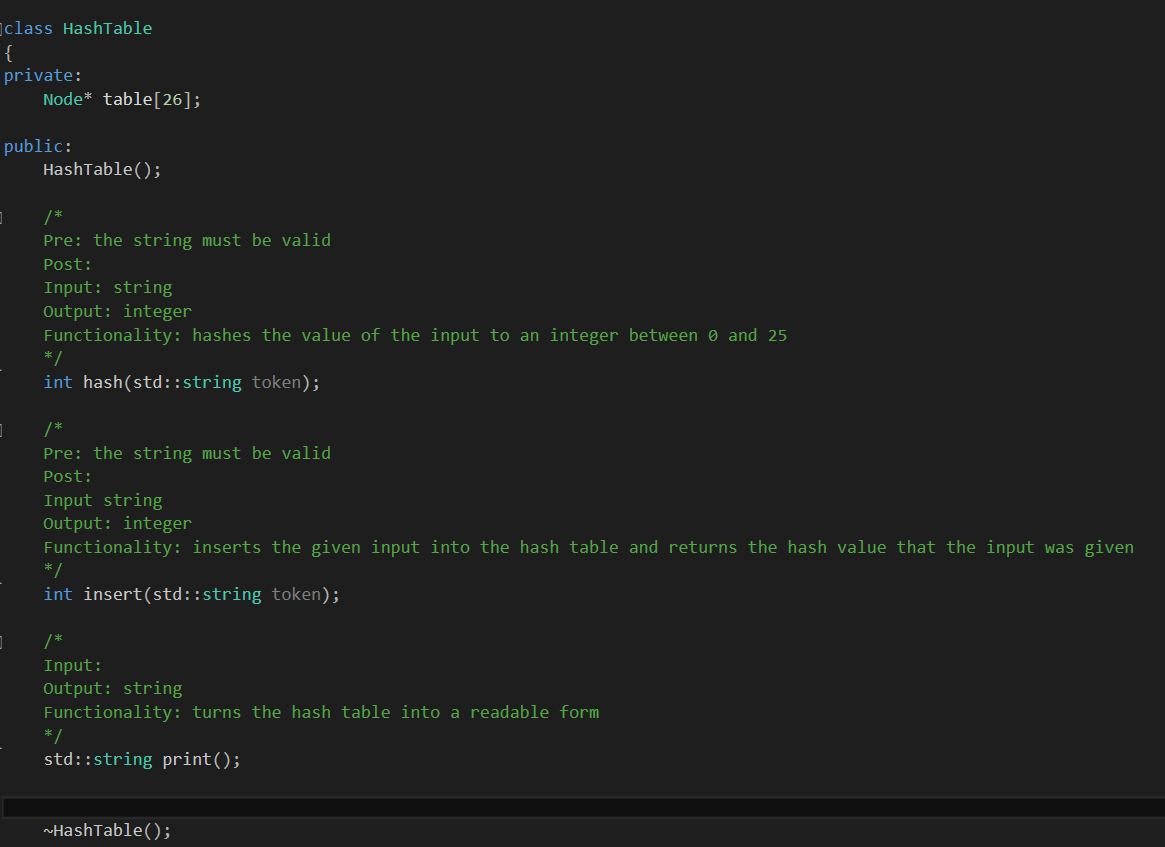 class HashTable
{
private:
    Node* table[26];

public:
    HashTable();

    /*
    Pre: the string must be valid
    Post:
    Input: string
    Output: integer
    Functionality: hashes the value of the input to an integer between 0 and 25
    */
    int hash(std::string token);

    /*
    Pre: the string must be valid
    Post:
    Input string
    Output: integer
    Functionality: inserts the given input into the hash table and returns the hash value that the input was given
    */
    int insert(std::string token);

    /*
    Input:
    Output: string
    Functionality: turns the hash table into a readable form
    */
    std::string print();

    ~HashTable();